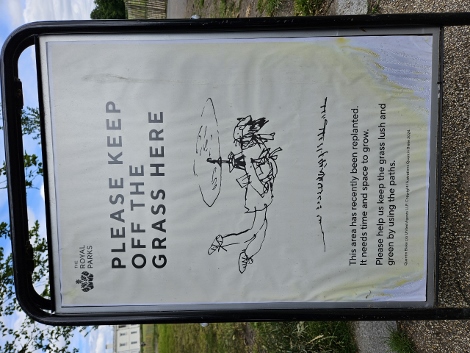 THE
ROYAL
PARKS
PLEASE KEEP
OFF THE
GRASS HERE
This area has recently been replanted.
It needs time and space to grow.
Please help us keep the grass lush and
green by using the paths.